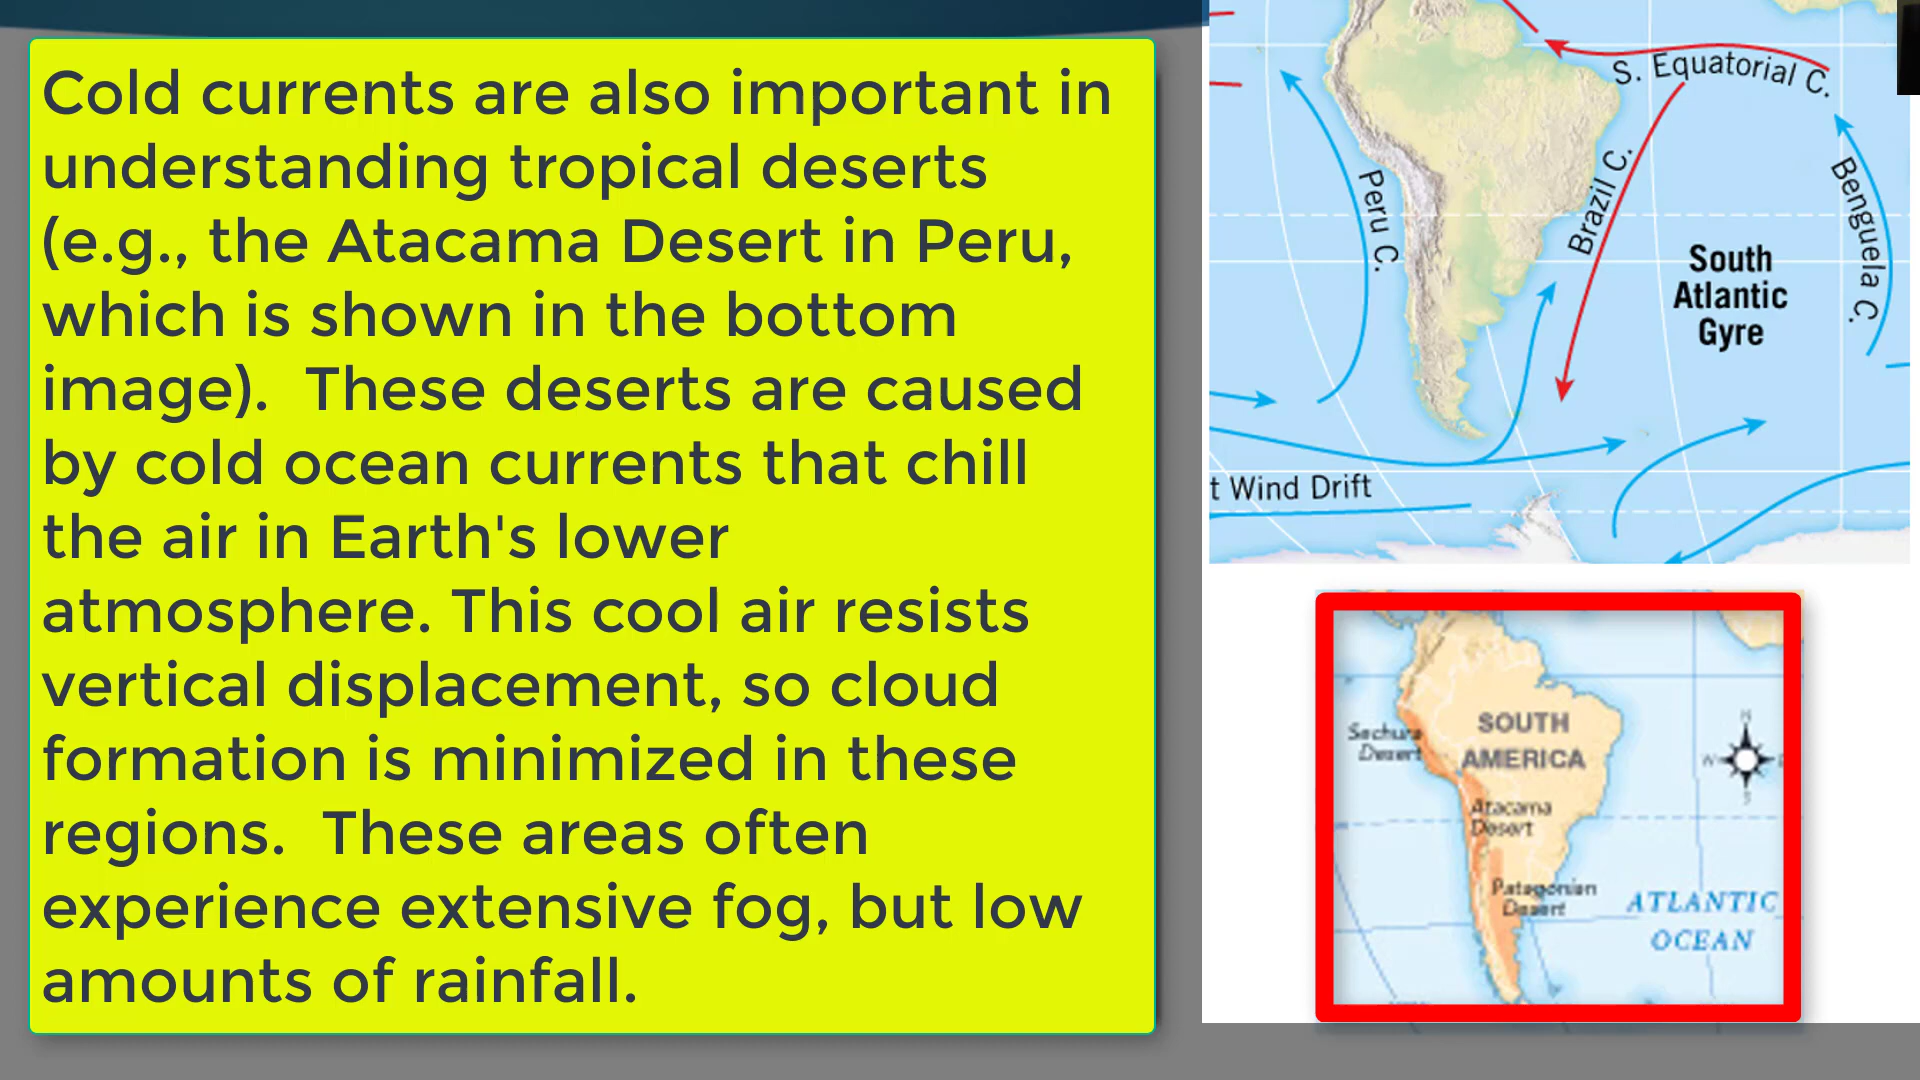 Cold currents are also important in
understanding tropical deserts
(e.g., the Atacama Desert in Peru,
which is shown in the bottom
image).  These deserts are caused
by cold ocean currents that chill
the air in Earth's lower
atmosphere. This cool air resists
vertical displacement, so cloud
formation is minimized in these
regions.  These areas often
experience extensive fog, but low
amounts of rainfall.
S. Equatorial C.
Peru C.
Brazil C.
Benguela C.
South
Atlantic
Gyre
t Wind Drift
SOUTH
AMERICA
Sechura
Desert
Atacama
Desert
Patagonian
Desert
ATLANTIC
OCEAN
N
W
S